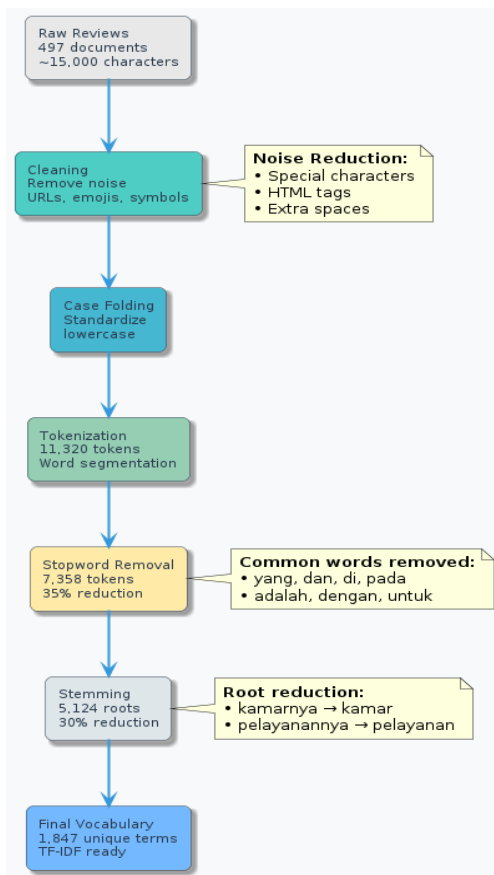 Raw Reviews
497 documents
~15,000 characters
Cleaning
Remove noise
URLs, emojis, symbols
Noise Reduction:
• Special characters
• HTML tags
• Extra spaces
Case Folding
Standardize
lowercase
Tokenization
11,320 tokens
Word segmentation
Stopword Removal
7,358 tokens
35% reduction
Common words removed:
• yang, dan, di, pada
• adalah, dengan, untuk
Stemming
5,124 roots
30% reduction
Root reduction:
• kamarnya → kamar
• pelayanannya → pelayanan
Final Vocabulary
1,847 unique terms
TF-IDF ready